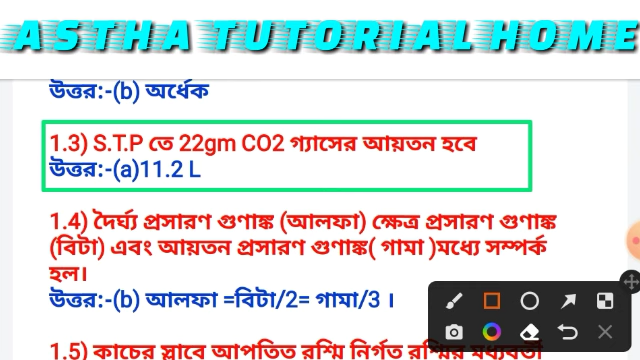 ASTHA TUTORIAL HOME
উত্তর:-(b) অর্ধেক
1.3) S.T.P তে 22gm CO2 গ্যাসের আয়তন হবে
উত্তর:-(a)11.2 L
1.4) দৈর্ঘ্য প্রসারণ গুণাঙ্ক (আলফা) ক্ষেত্র প্রসারণ গুণাঙ্ক
(বিটা) এবং আয়তন প্রসারণ গুণাঙ্ক( গামা )মধ্যে সম্পর্ক
হল।
উত্তর:-(b) আলফা =বিটা/2= গামা/3 ।
1.5) কাচের স্লাবে আপতিত রশ্মি নির্গত রশ্মির মধ্যবর্তী